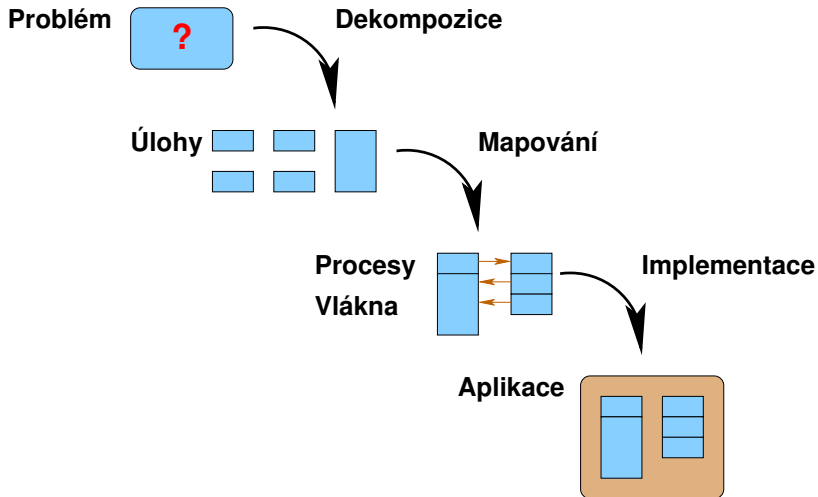 Problém
?
Dekompozice
Úlohy
Mapování
Procesy
Vlákna
Implementace
Aplikace